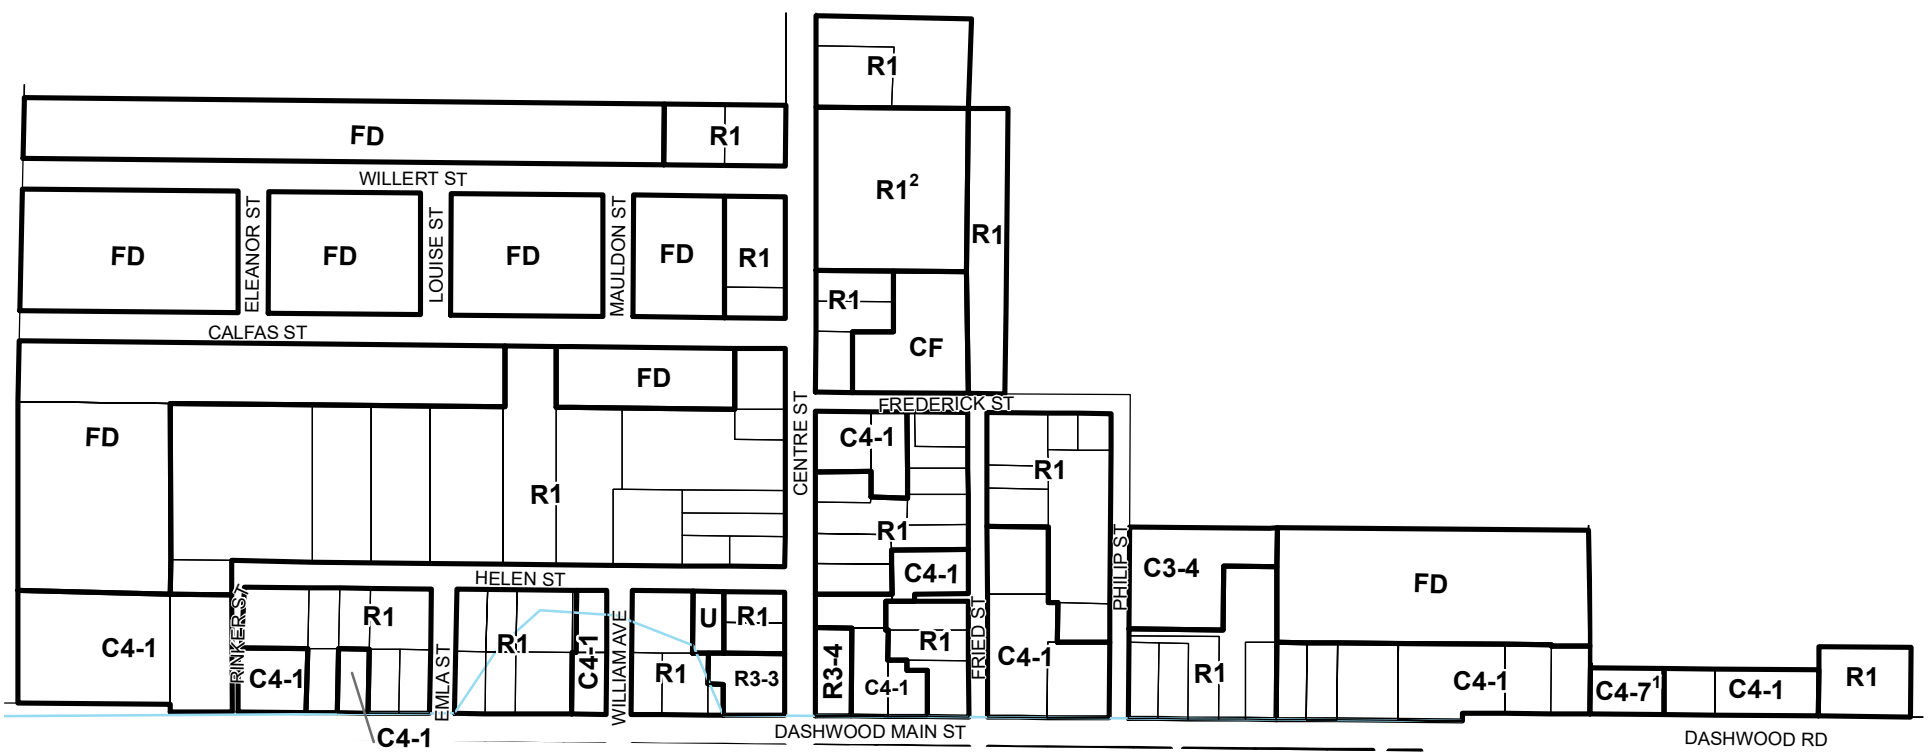 R1
FD
R1
WILLERT ST
R1²
R1
FD
ELEANOR ST
FD
LOUISE ST
FD
MAULDON ST
FD
R1
R1
CALFAS ST
CF
FD
CENTRE ST
FREDERICK ST
FD
C4-1
R1
R1
R1
PHILIP ST
C3-4
FD
HELEN ST
C4-1
C4-1
RINKER ST
R1
C4-1
C4-1
EMLA ST
R1
C4-1
WILLIAM AVE
U
R1
R1
R3-3
R3-4
R1
C4-1
FRIED ST
C4-1
R1
C4-1
C4-7¹
C4-1
R1
DASHWOOD MAIN ST
DASHWOOD RD